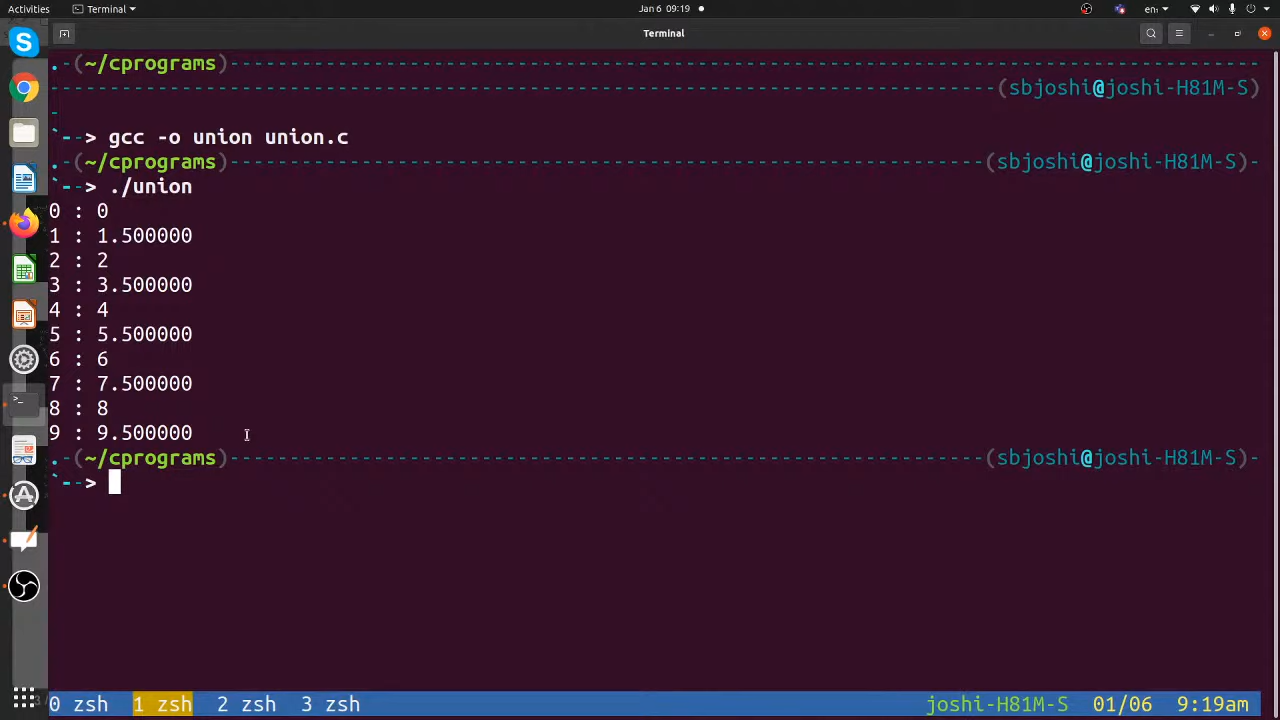 Activities Terminal Jan 6 09:19 en
Terminal
.-(~/cprograms)---------------------------------------------------------------------------------------
-------------------------------------------------------------------------------(sbjoshi@joshi-H81M-S)
-
`--> gcc -o union union.c
.-(~/cprograms)---------------------------------------------------------------(sbjoshi@joshi-H81M-S)-
`--> ./union
0 : 0
1 : 1.500000
2 : 2
3 : 3.500000
4 : 4
5 : 5.500000
6 : 6
7 : 7.500000
8 : 8
9 : 9.500000
.-(~/cprograms)---------------------------------------------------------------(sbjoshi@joshi-H81M-S)-
`-->
0 zsh 1 zsh 2 zsh 3 zsh joshi-H81M-S 01/06 9:19am